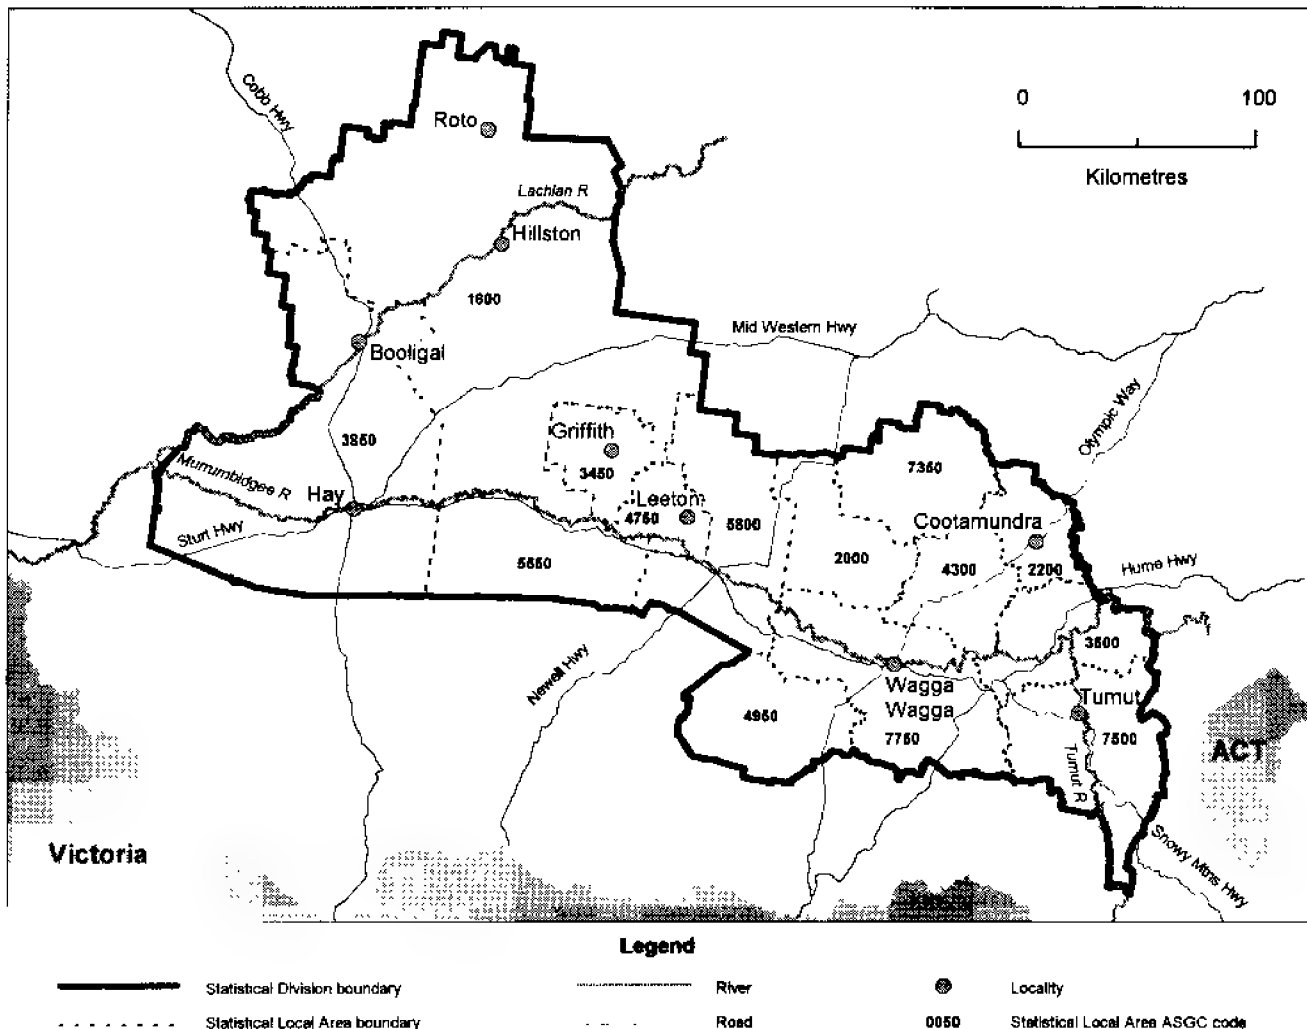 0 100
Kilometres
Cobb Hwy
Roto
Lachlan R
Hillston
1600
Booligal
Mid Western Hwy
Olympic Way
3850
Griffith
3450
7350
Murrumbidgee R
Hay
Leeton
4750
5800
Cootamundra
Sturt Hwy
5550
2000
4300
2200
Hume Hwy
3500
Newell Hwy
Wagga
Wagga
Tumut
4950
7750
7500
ACT
Tumut R
Victoria
Snowy Mtns Hwy
Legend
Statistical Division boundary
River
Locality
Statistical Local Area boundary
Road
0050
Statistical Local Area ASGC code